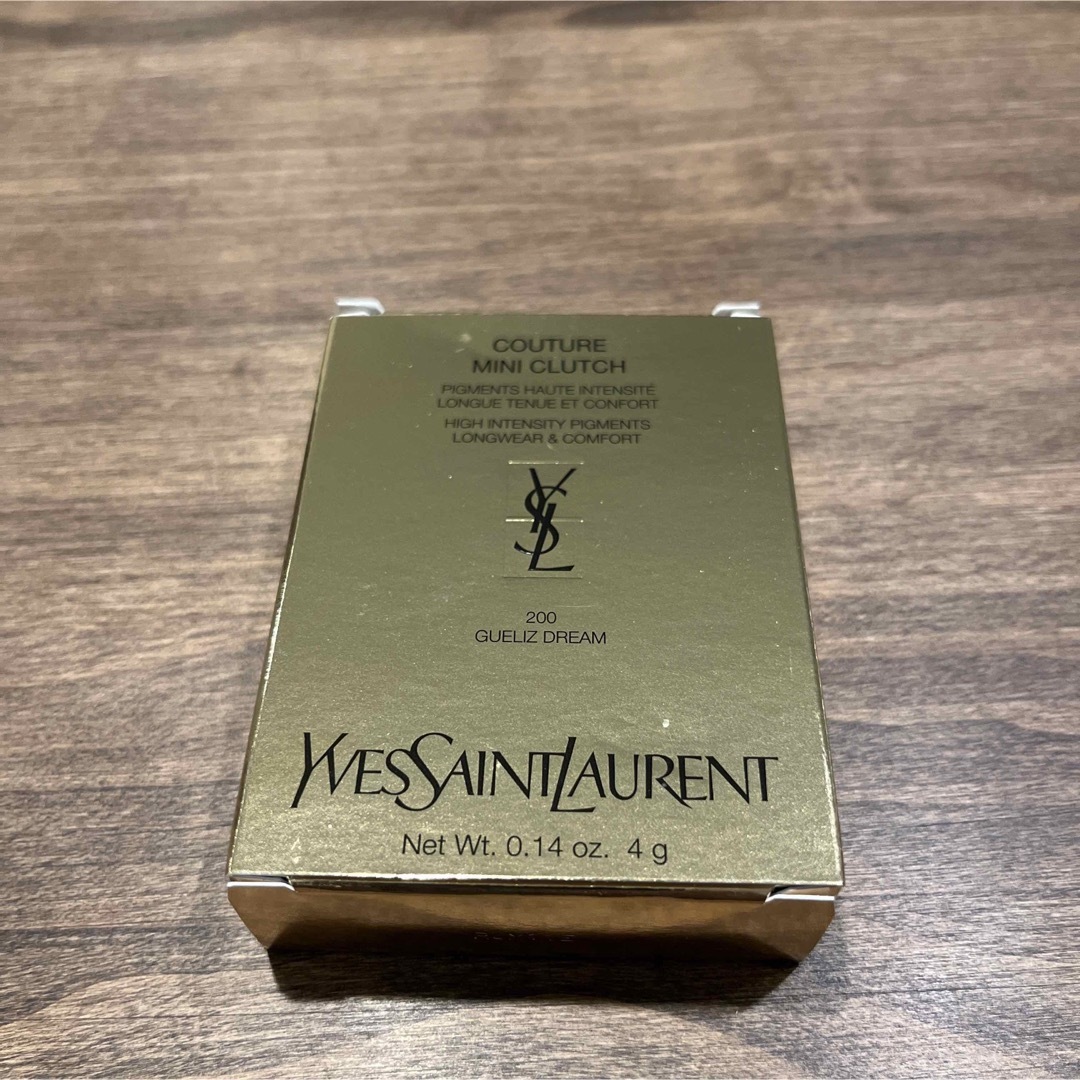 COUTURE
MINI CLUTCH
PIGMENTS HAUTE INTENSITÉ
LONGUE TENUE ET CONFORT
HIGH INTENSITY PIGMENTS
LONGWEAR & COMFORT
YSL
200
GUELIZ DREAM
YVESSAINTLAURENT
Net Wt. 0.14 oz. 4 g